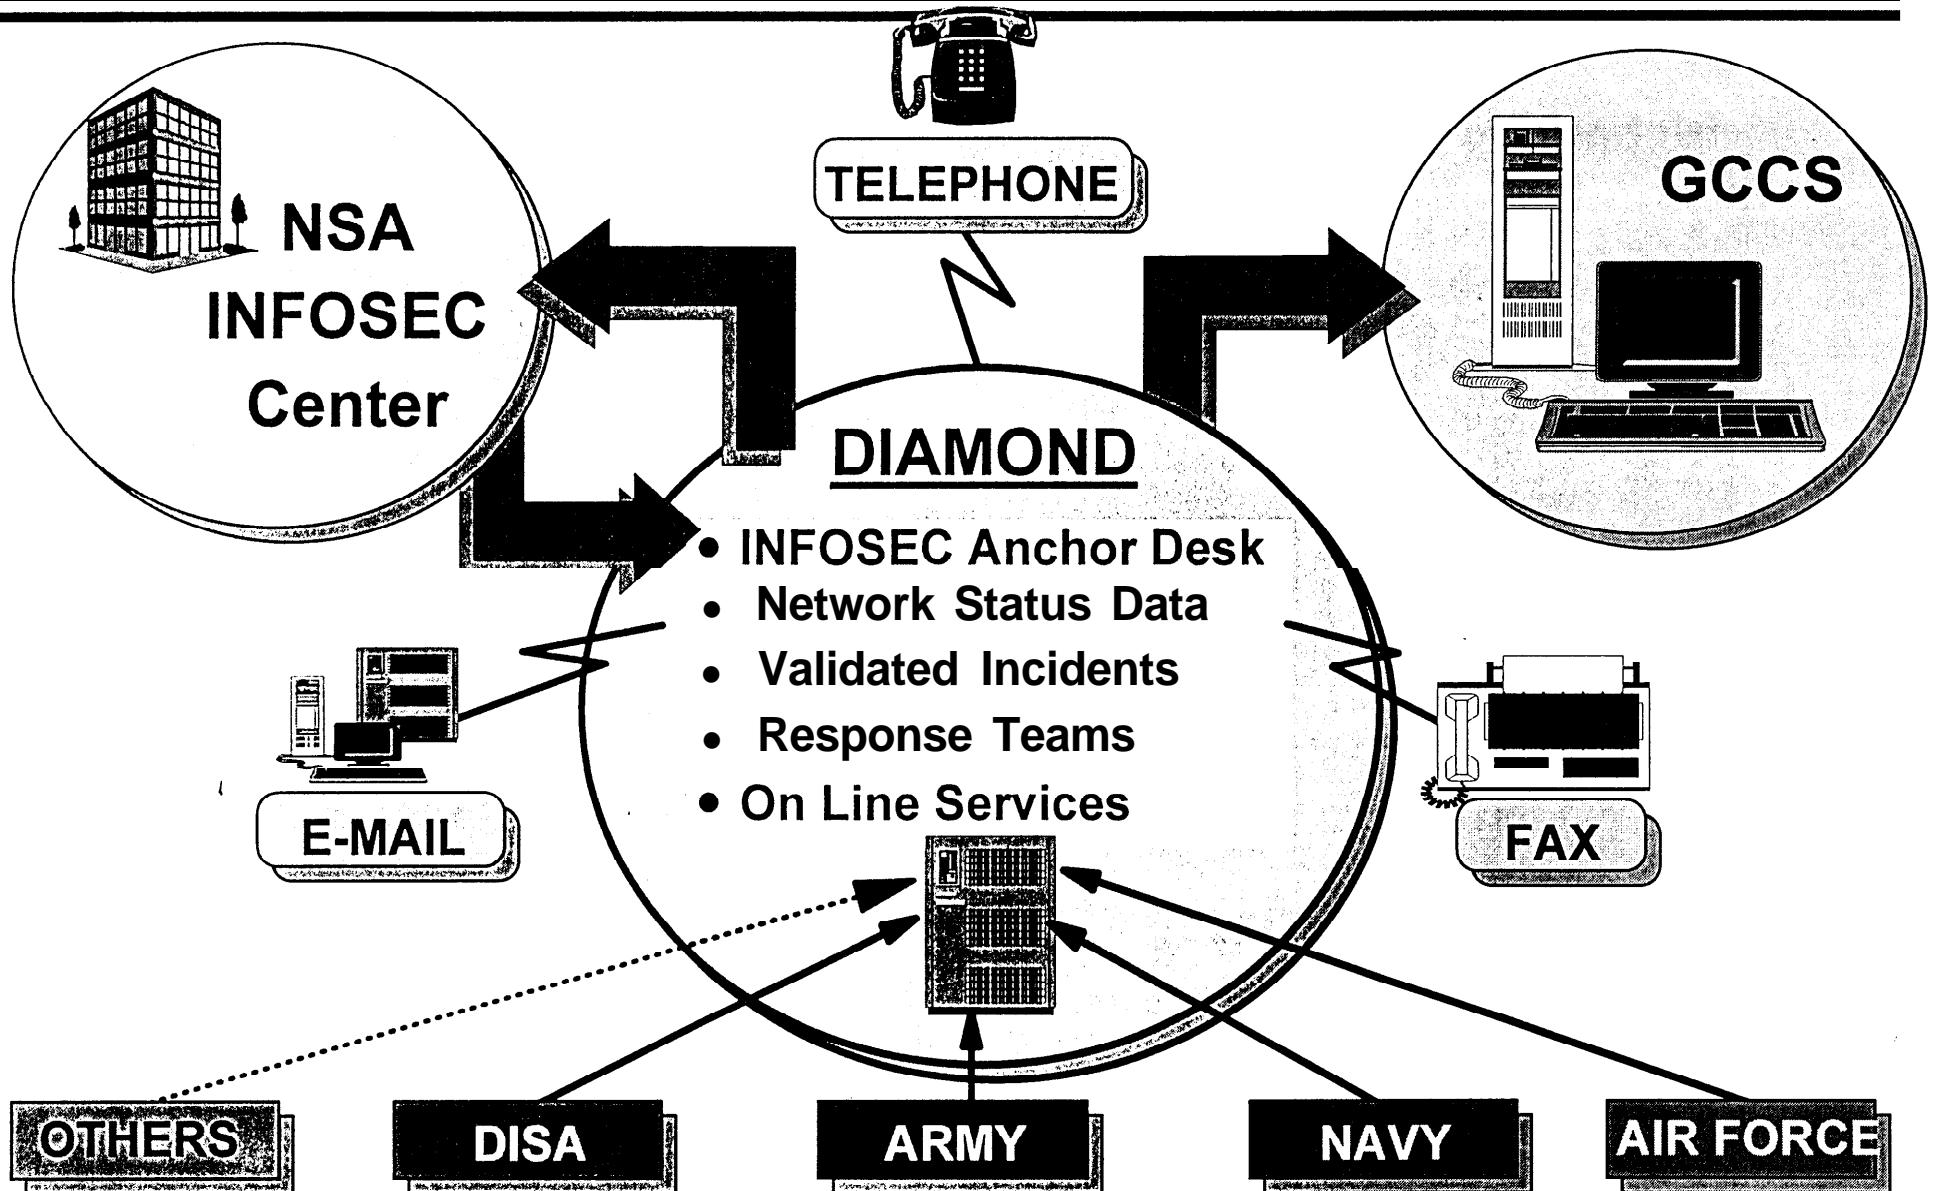 TELEPHONE
GCCS
NSA
INFOSEC
Center
DIAMOND
• INFOSEC Anchor Desk
• Network Status Data
• Validated Incidents
• Response Teams
• On Line Services
E-MAIL
FAX
OTHERS
DISA
ARMY
NAVY
AIR FORCE